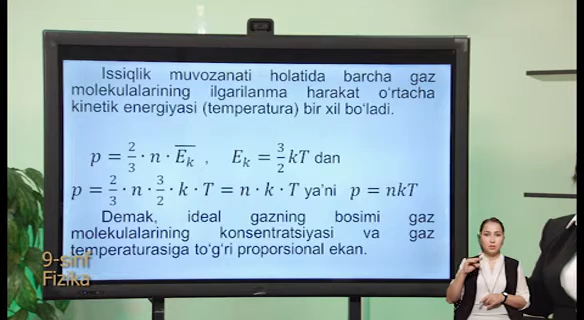 Issiqlik muvozanati holatida barcha gaz
molekulalarining ilgarilanma harakat o‘rtacha
kinetik energiyasi (temperatura) bir xil bo‘ladi.
p = 2/3 · n · E̅k , Ek = 3/2 kT dan
p = 2/3 · n · 3/2 · k · T = n · k · T ya’ni p = nkT
Demak, ideal gazning bosimi gaz
molekulalarining konsentratsiyasi va gaz
temperaturasiga to‘g‘ri proporsional ekan.
9-sinf
Fizika